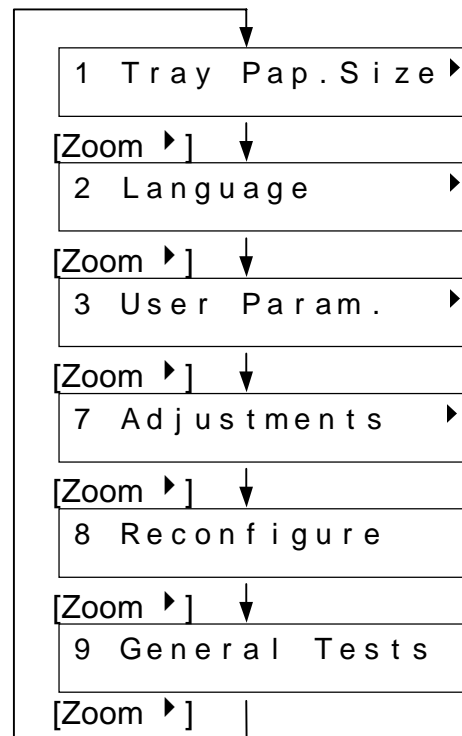 1 Tray Pap.Size ▶
[Zoom ▶]
2 Language ▶
[Zoom ▶]
3 User Param. ▶
[Zoom ▶]
7 Adjustments ▶
[Zoom ▶]
8 Reconfigure
[Zoom ▶]
9 General Tests
[Zoom ▶]